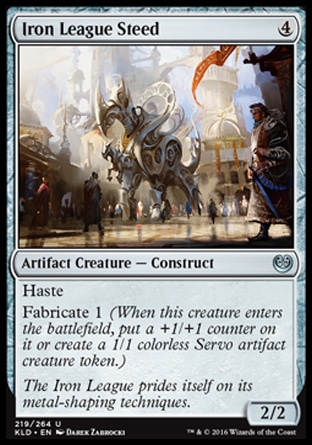 Iron League Steed 4
Artifact Creature — Construct
Haste
Fabricate 1 (When this creature enters
the battlefield, put a +1/+1 counter on
it or create a 1/1 colorless Servo artifact
creature token.)
The Iron League prides itself on its
metal-shaping techniques.
2/2
219/264 U
KLD • EN Darek Zabrocki
™ & © 2016 Wizards of the Coast